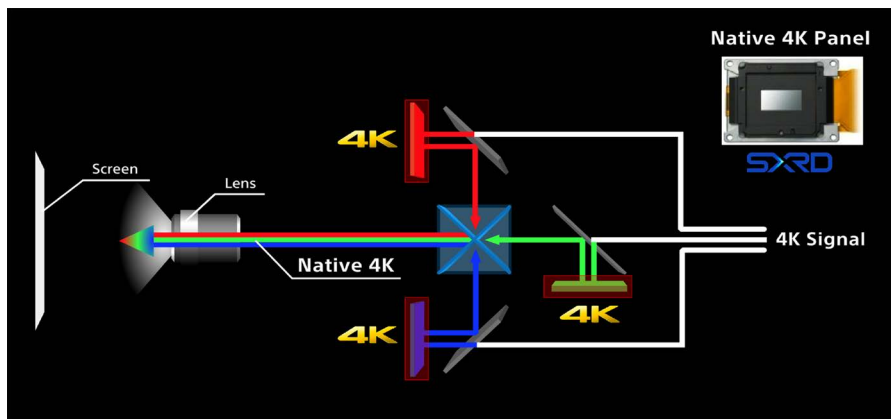 Native 4K Panel
SXRD
4K
Screen
Lens
4K Signal
Native 4K
4K
4K